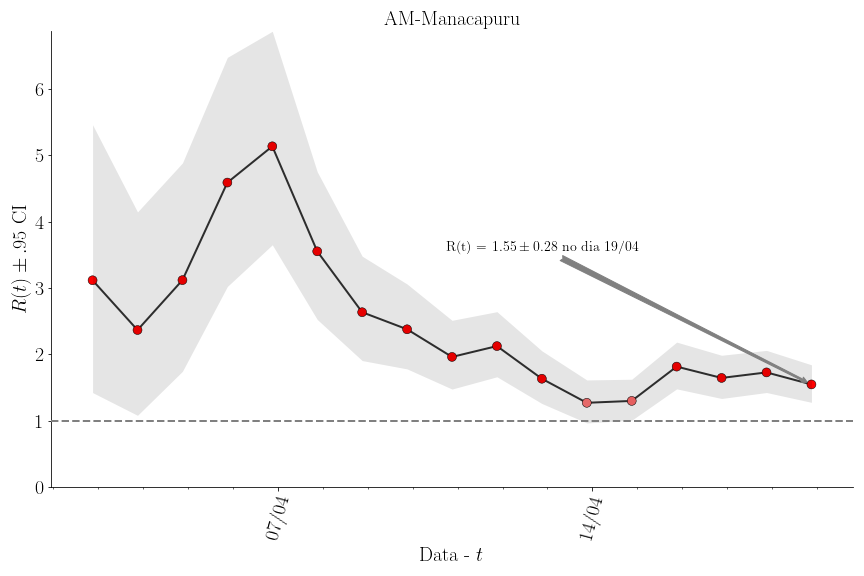 AM-Manacapuru
6
5
4
3
2
1
0
R(t) ± .95 CI
R(t) = 1.55 ± 0.28 no dia 19/04
07/04
14/04
Data - t